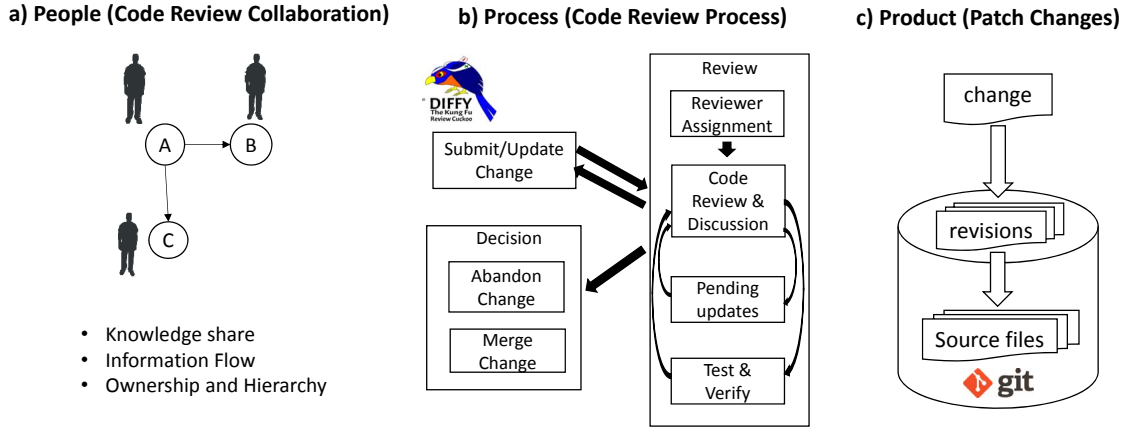 a) People (Code Review Collaboration)
A
B
C
• Knowledge share
• Information Flow
• Ownership and Hierarchy
b) Process (Code Review Process)
DIFFY
The Kung Fu
Review Cuckoo
Submit/Update
Change
Review
Reviewer
Assignment
Code
Review &
Discussion
Pending
updates
Test &
Verify
Decision
Abandon
Change
Merge
Change
c) Product (Patch Changes)
change
revisions
Source files
git